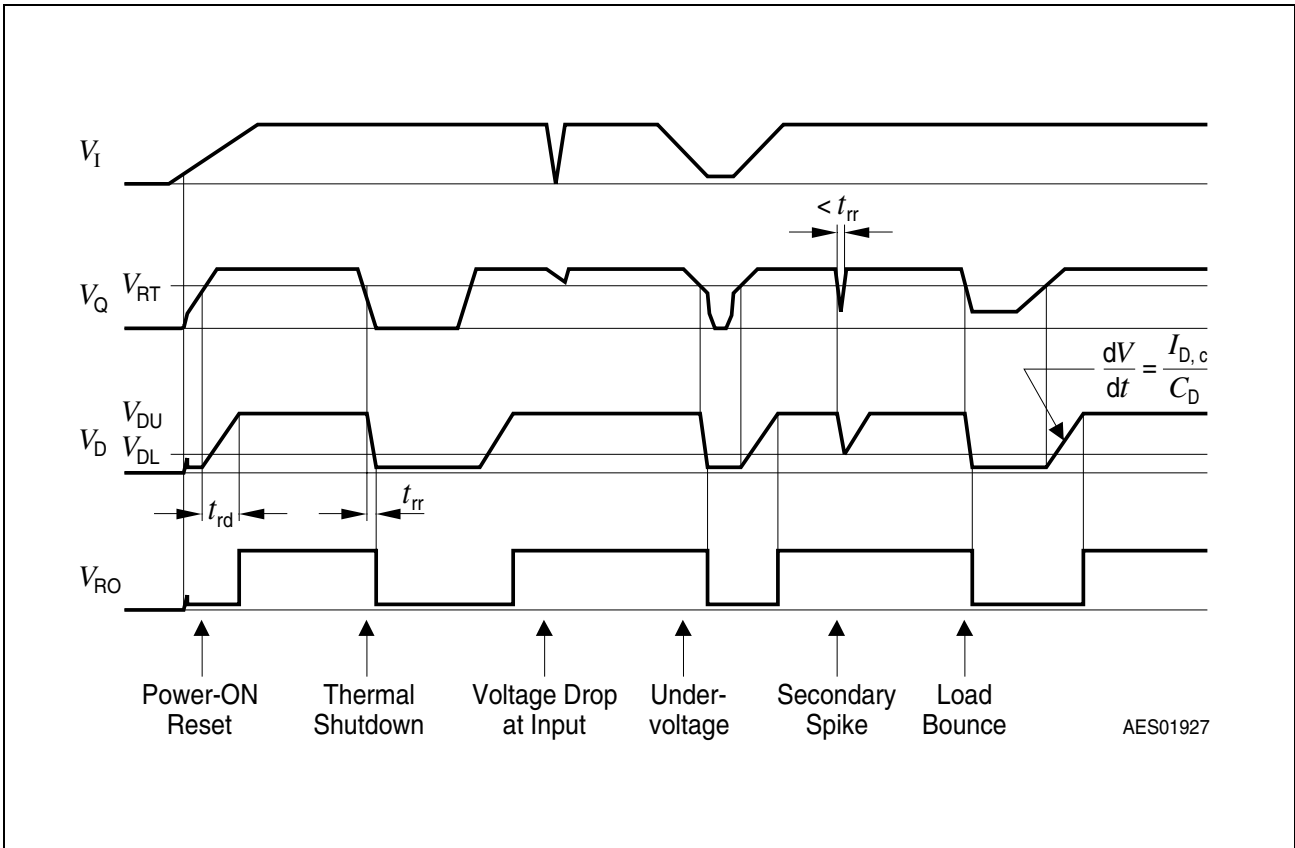 V_I
< t_rr
V_Q V_RT
dV/dt = I_D, c/C_D
V_DU
V_D V_DL
t_rd
t_rr
V_RO
Power-ON Reset
Thermal Shutdown
Voltage Drop at Input
Under-voltage
Secondary Spike
Load Bounce
AES01927